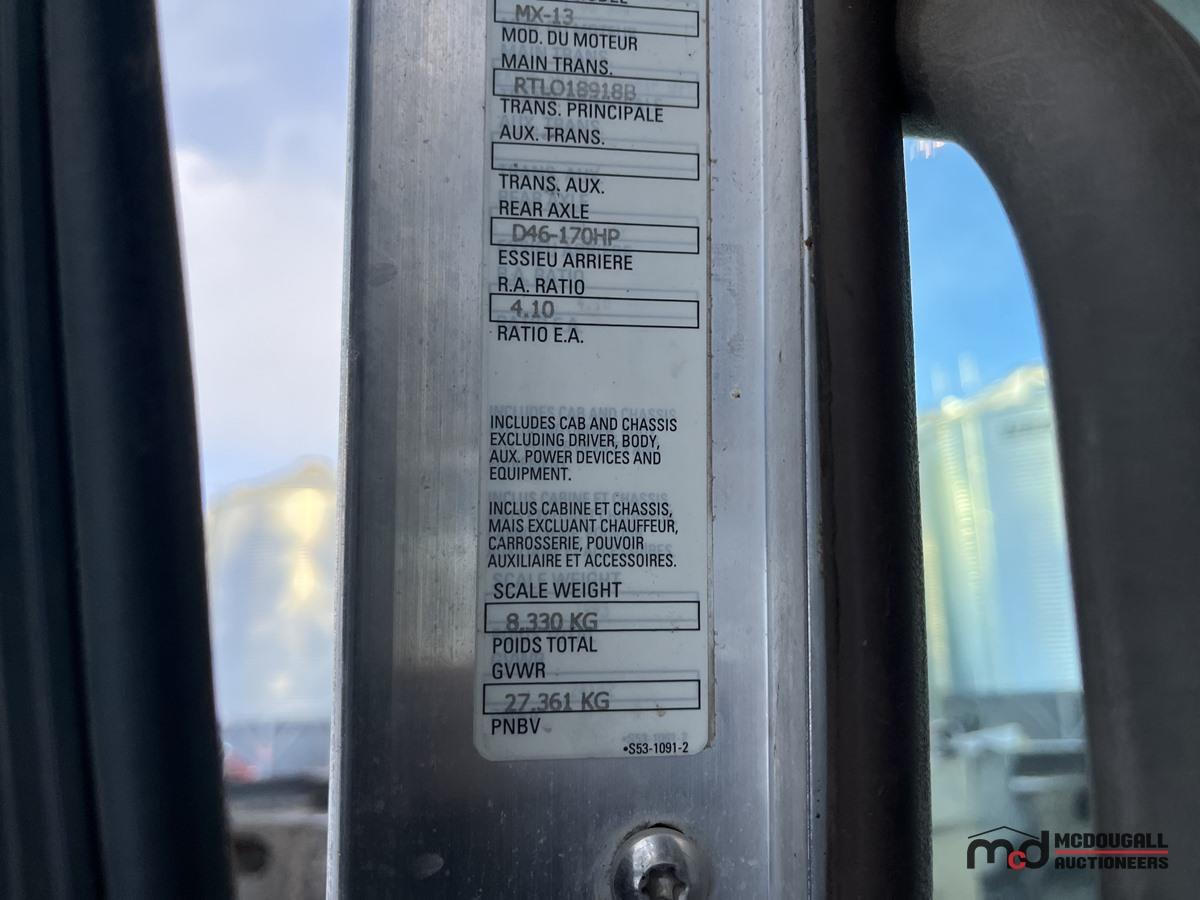 MX-13
MOD. DU MOTEUR
MAIN TRANS.
RTLO18918B
TRANS. PRINCIPALE
AUX. TRANS.
TRANS. AUX.
REAR AXLE
D46-170HP
ESSIEU ARRIERE
R.A. RATIO
4.10
RATIO E.A.
INCLUDES CAB AND CHASSIS
EXCLUDING DRIVER, BODY,
AUX. POWER DEVICES AND
EQUIPMENT.
INCLUS CABINE ET CHASSIS,
MAIS EXCLUANT CHAUFFEUR,
CARROSSERIE, POUVOIR
AUXILIAIRE ET ACCESSOIRES.
SCALE WEIGHT
8,330 KG
POIDS TOTAL
GVWR
27,361 KG
PNBV
•S53-1091-2
mcd MCDOUGALL
AUCTIONEERS